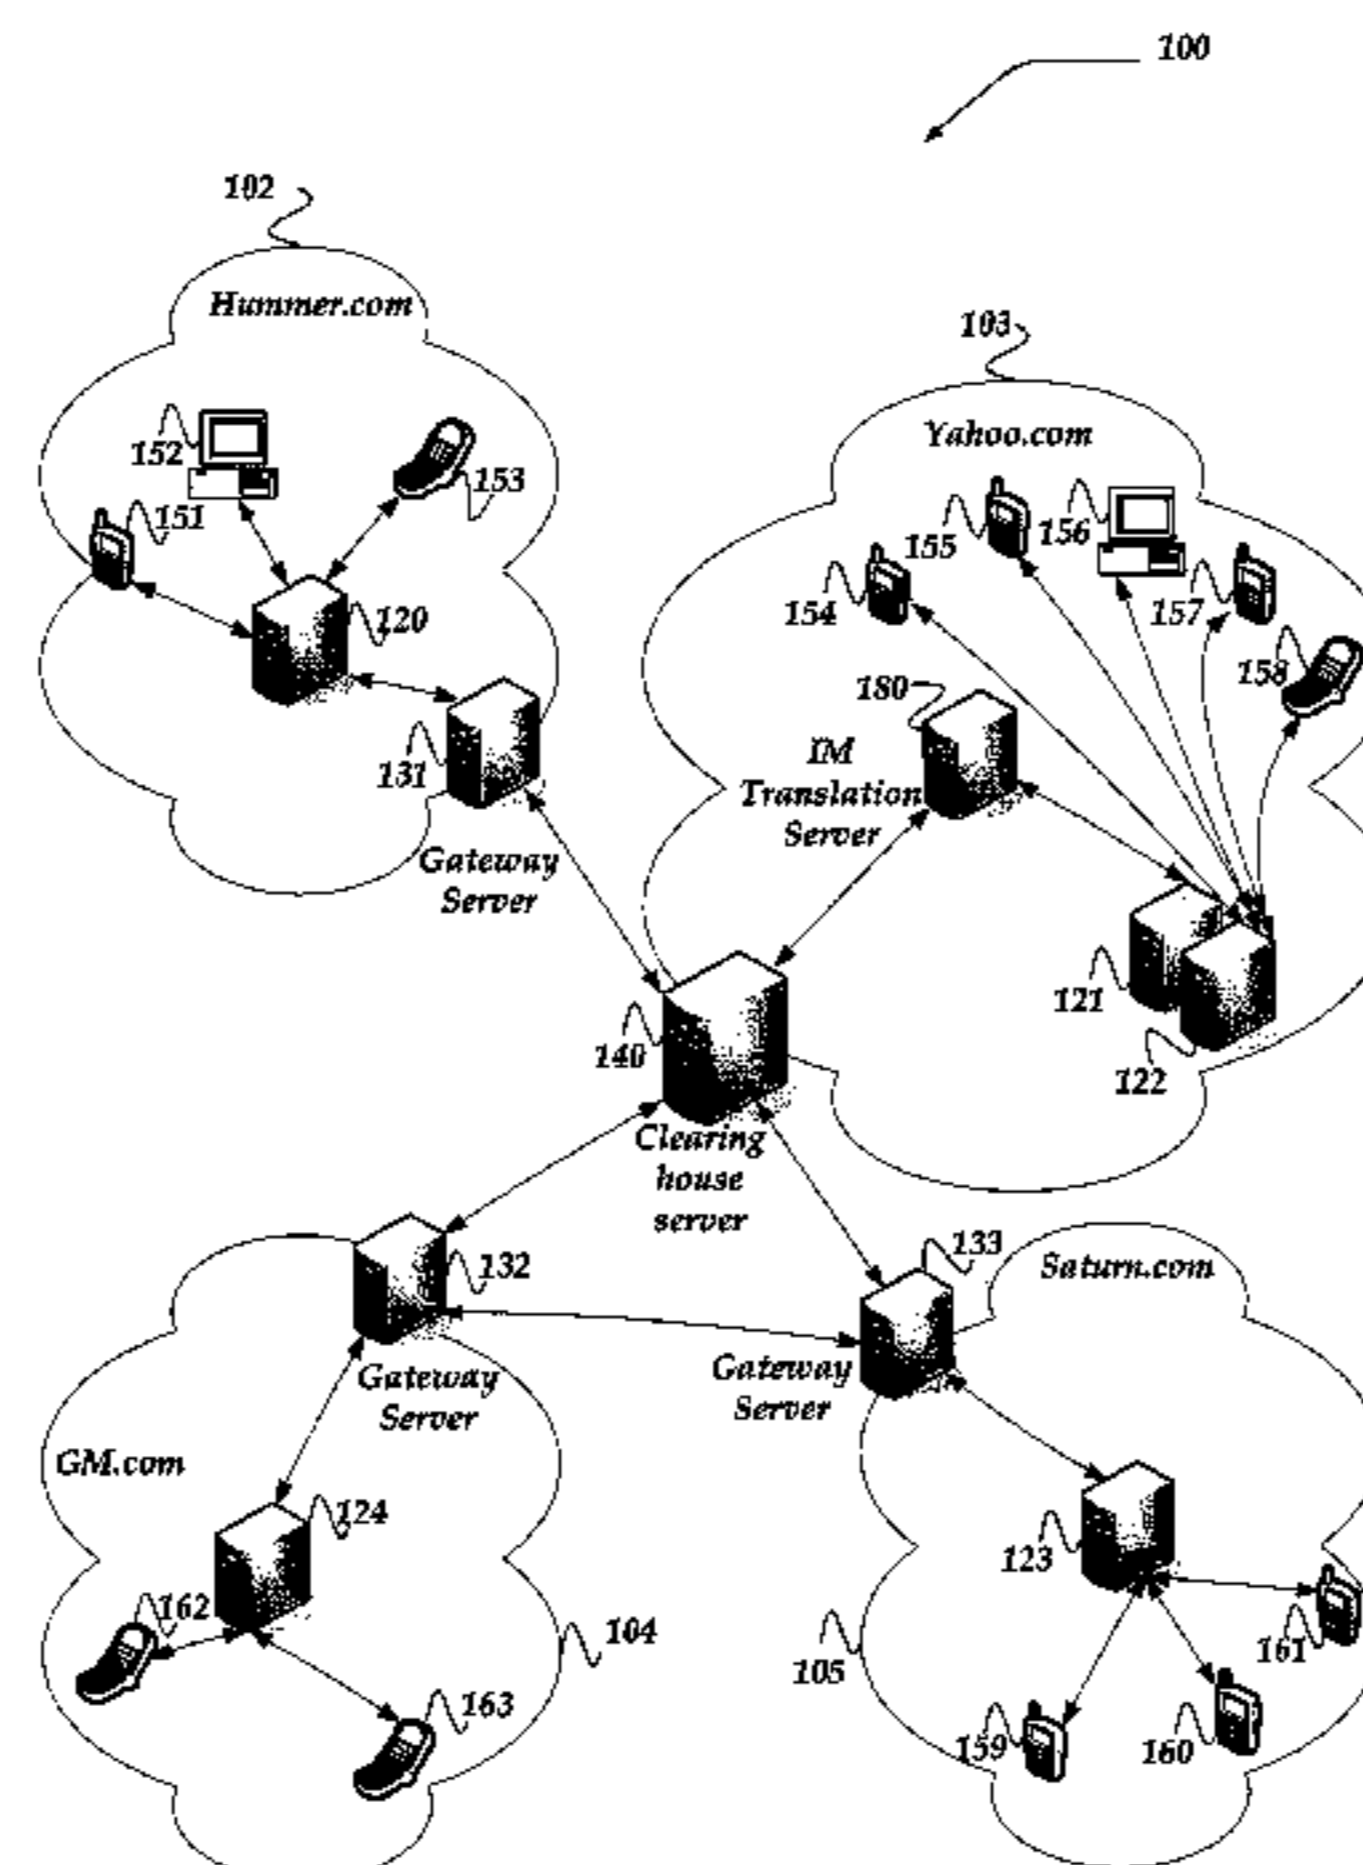 100
102
Hummer.com
103
Yahoo.com
152
153
151
155
156
154
157
120
158
180
131
IM
Translation
Server
Gateway
Server
121
140
122
Clearing
house
server
132
133
Saturn.com
Gateway
Server
Gateway
Server
GM.com
124
123
162
104
161
105
163
159
160